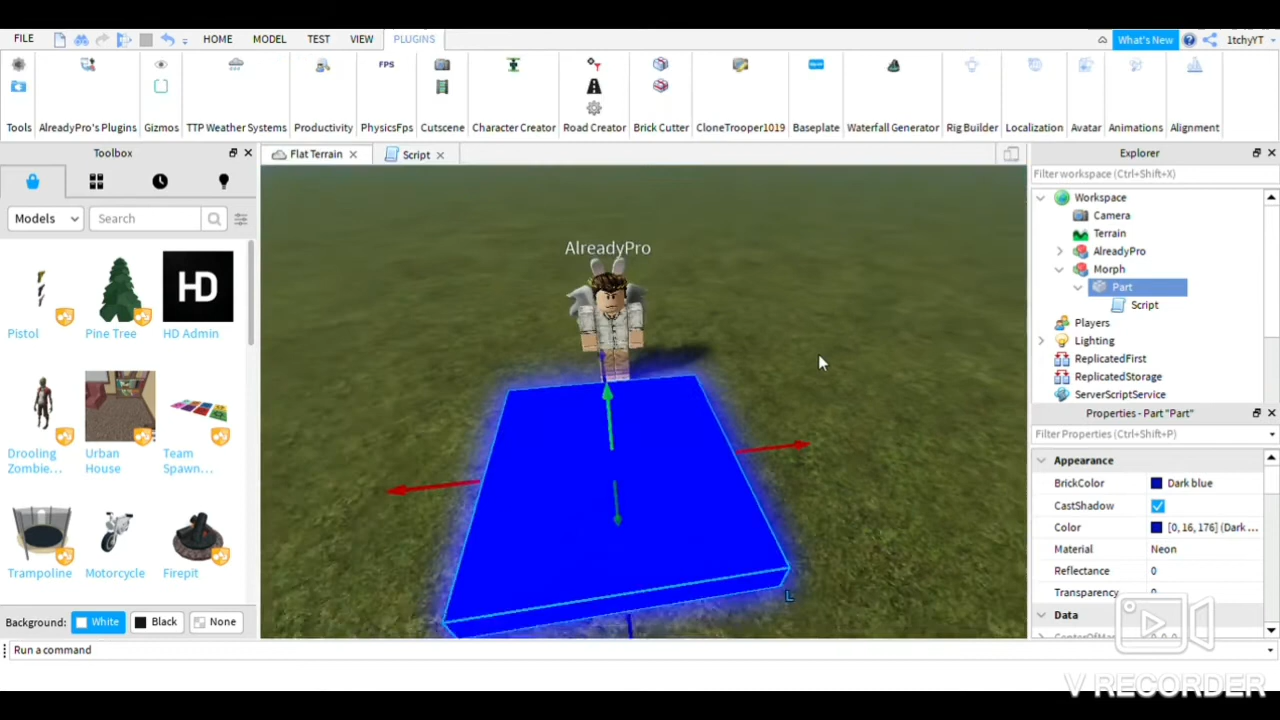 FILE HOME MODEL TEST VIEW PLUGINS What's New 1tchyYT
FPS
Tools AlreadyPro's Plugins Gizmos TTP Weather Systems Productivity PhysicsFps Cutscene Character Creator Road Creator Brick Cutter CloneTrooper1019 Baseplate Waterfall Generator Rig Builder Localization Avatar Animations Alignment
Toolbox
Models Search
HD
Pistol Pine Tree HD Admin
Drooling Zombie... Urban House Team Spawn...
Trampoline Motorcycle Firepit
Background: White Black None
Flat Terrain Script
AlreadyPro
L
Explorer
Filter workspace (Ctrl+Shift+X)
Workspace
Camera
Terrain
AlreadyPro
Morph
Part
Script
Players
Lighting
ReplicatedFirst
ReplicatedStorage
ServerScriptService
Properties - Part "Part"
Filter Properties (Ctrl+Shift+P)
Appearance
BrickColor Dark blue
CastShadow
Color [0, 16, 176] (Dark ...
Material Neon
Reflectance 0
Transparency 0
Data
Run a command
V RECORDER